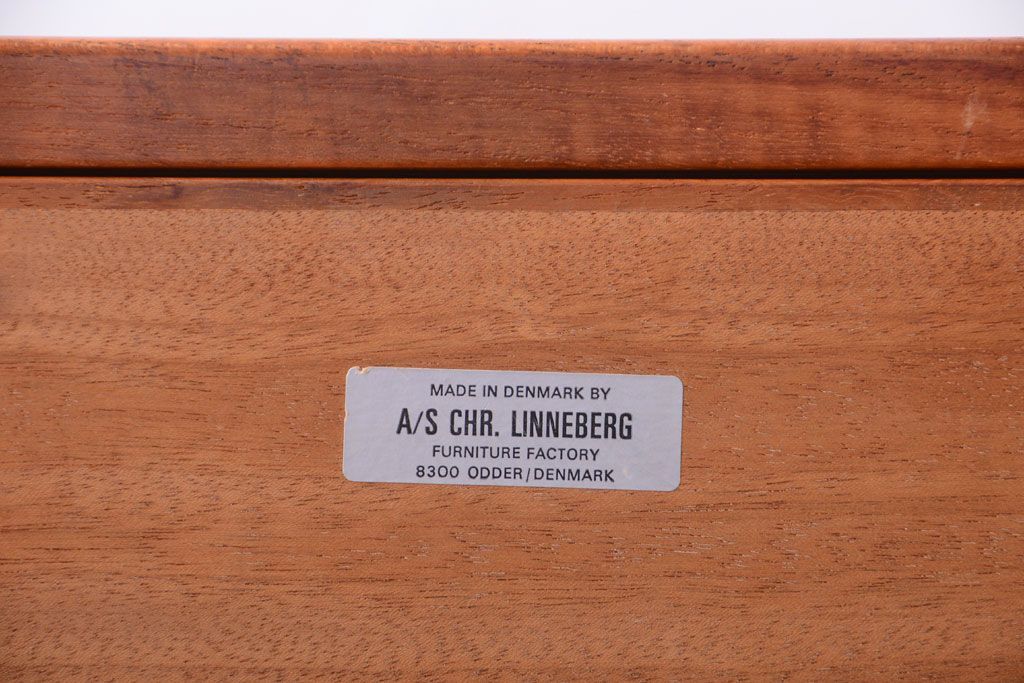 MADE IN DENMARK BY
A/S CHR. LINNEBERG
FURNITURE FACTORY
8300 ODDER/DENMARK